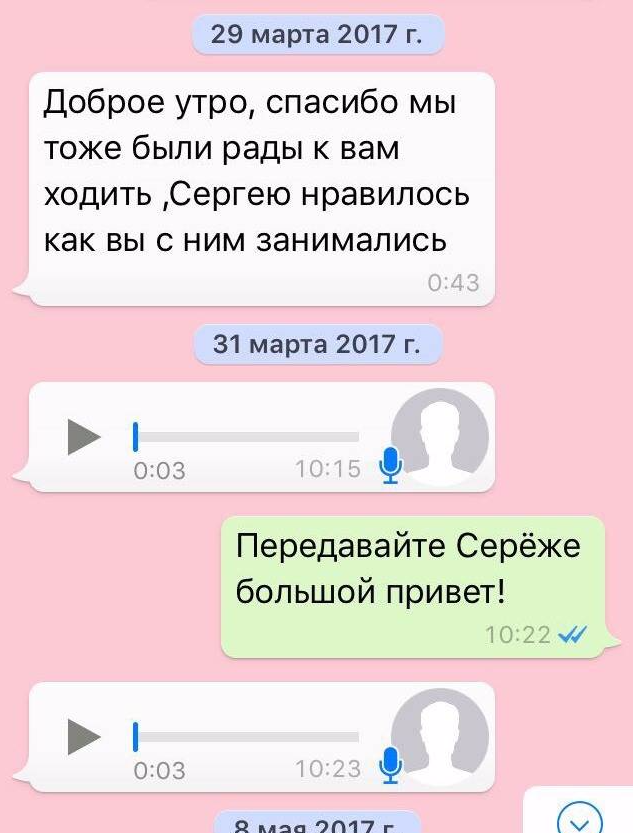 29 марта 2017 г.
Доброе утро, спасибо мы
тоже были рады к вам
ходить ,Сергею нравилось
как вы с ним занимались
0:43
31 марта 2017 г.
0:03 10:15
Передавайте Серёже
большой привет!
10:22
0:03 10:23
8 мая 2017 г.